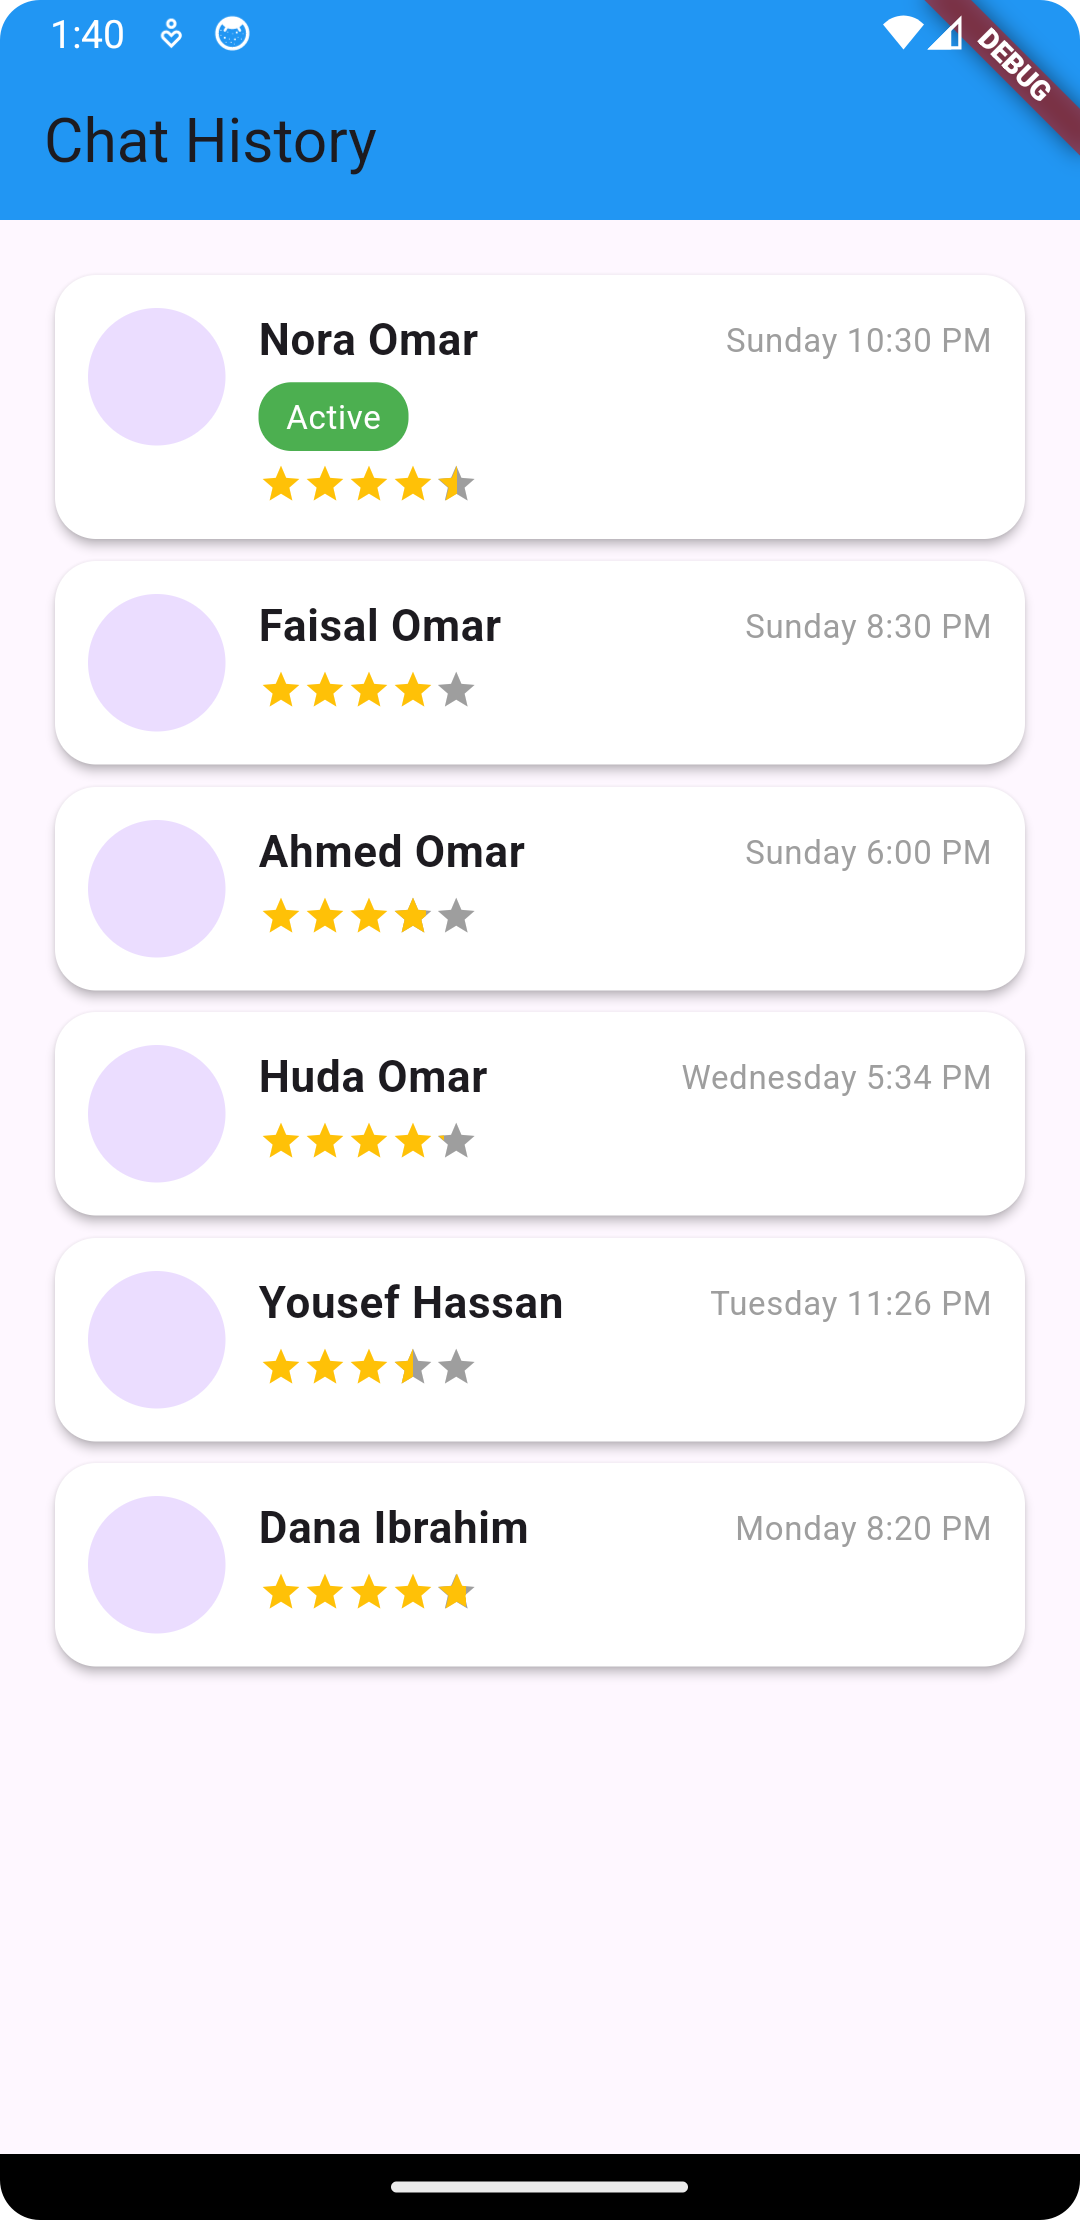 1:40
DEBUG
Chat History
Nora Omar
Sunday 10:30 PM
Active
Faisal Omar
Sunday 8:30 PM
Ahmed Omar
Sunday 6:00 PM
Huda Omar
Wednesday 5:34 PM
Yousef Hassan
Tuesday 11:26 PM
Dana Ibrahim
Monday 8:20 PM